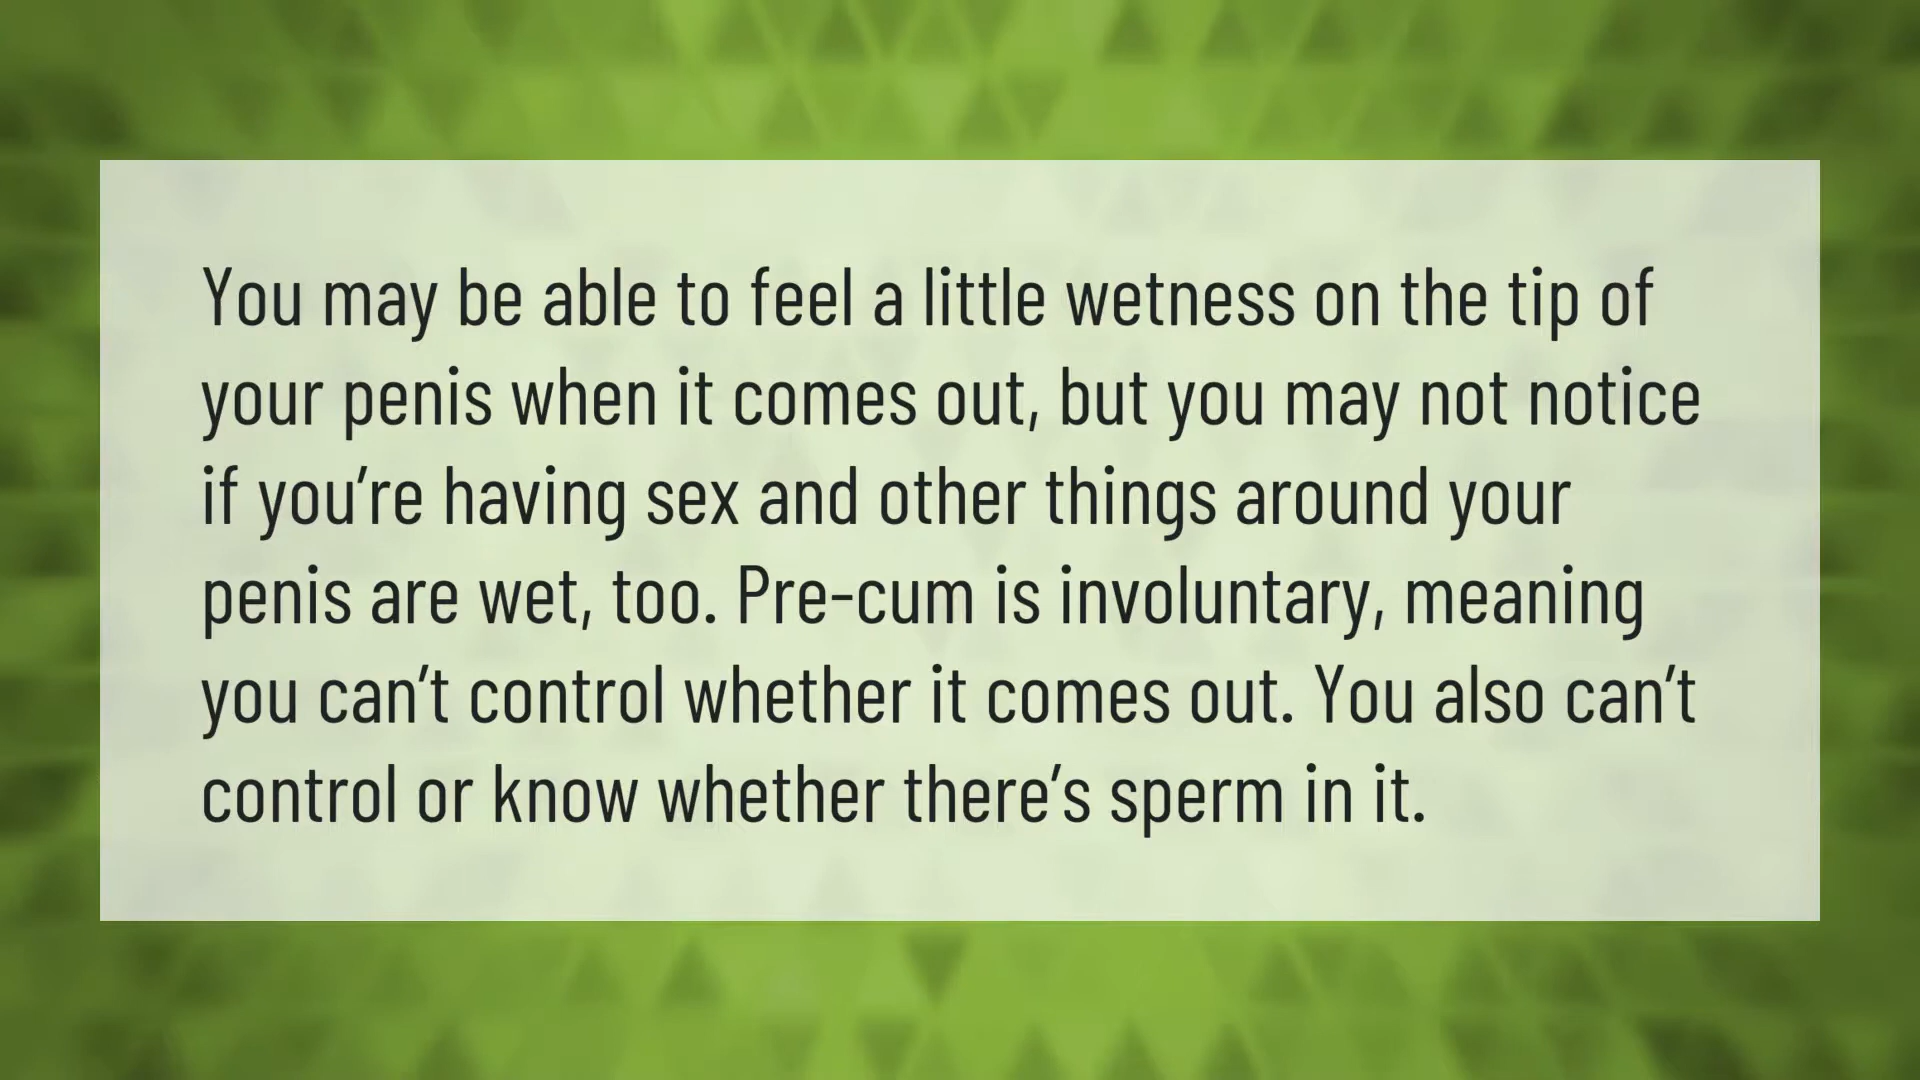 You may be able to feel a little wetness on the tip of
your penis when it comes out, but you may not notice
if you’re having sex and other things around your
penis are wet, too. Pre-cum is involuntary, meaning
you can’t control whether it comes out. You also can’t
control or know whether there’s sperm in it.